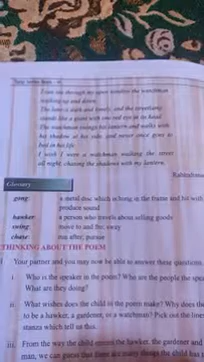 I can see through my open window the watchman
walking up and down.
The lane is dark and lonely, and the street-lamp
stands like a giant with one red eye in its head.
The watchman swings his lantern and walks with
his shadow at his side, and never once goes to
bed in his life.
I wish I were a watchman walking the street
all night, chasing the shadows with my lantern.
Rabindrana
Glossary
gong: a metal disc which is hung in the frame and hit with
produce sound
hawker: a person who travels about selling goods
swing: move to and fro; sway
chase: run after; pursue
THINKING ABOUT THE POEM
Your partner and you may now be able to answer these questions.
i. Who is the speaker in the poem? Who are the people the spea
What are they doing?
ii. What wishes does the child in the poem make? Why does the
to be a hawker, a gardener, or a watchman? Pick out the lines
stanza which tell us this.
iii. From the way the child envies the hawker, the gardener and
man, we can guess that there are many things the child has